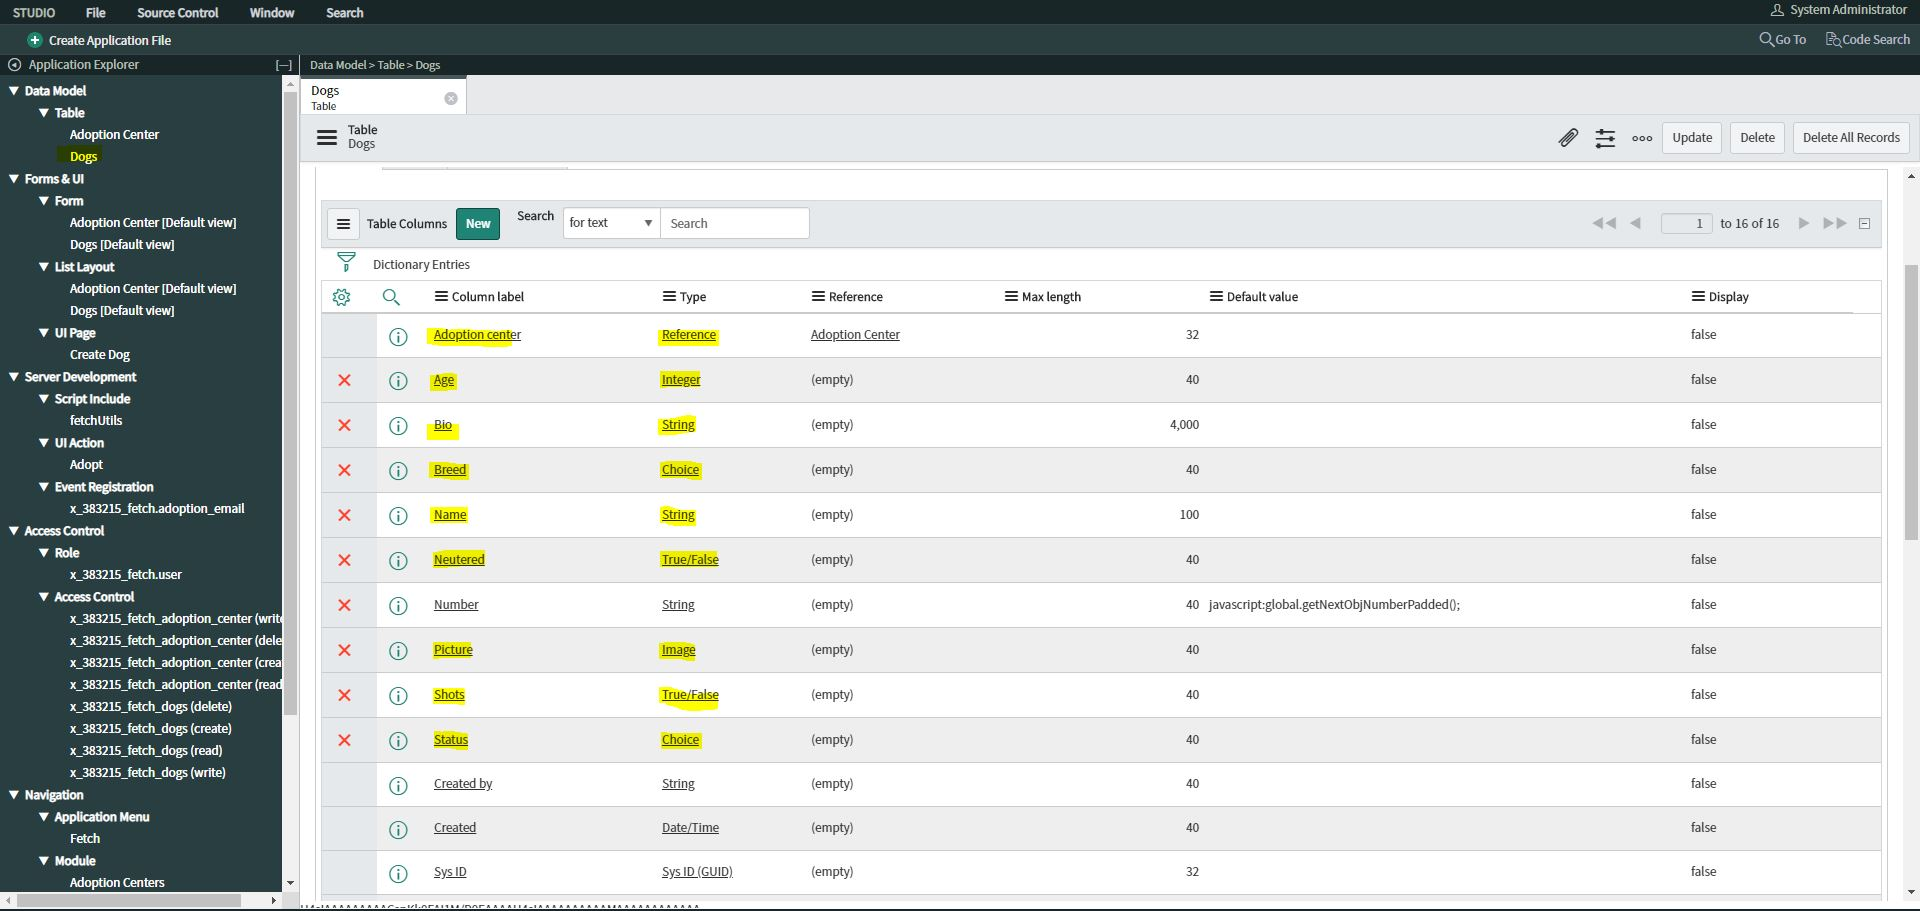 STUDIO File Source Control Window Search System Administrator
Create Application File Go To Code Search
Application Explorer [—] Data Model > Table > Dogs
Data Model
Table
Adoption Center
Dogs
Forms & UI
Form
Adoption Center [Default view]
Dogs [Default view]
List Layout
Adoption Center [Default view]
Dogs [Default view]
UI Page
Create Dog
Server Development
Script Include
fetchUtils
UI Action
Adopt
Event Registration
x_383215_fetch.adoption_email
Access Control
Role
x_383215_fetch.user
Access Control
x_383215_fetch_adoption_center (writ
x_383215_fetch_adoption_center (dele
x_383215_fetch_adoption_center (crea
x_383215_fetch_adoption_center (read
x_383215_fetch_dogs (delete)
x_383215_fetch_dogs (create)
x_383215_fetch_dogs (read)
x_383215_fetch_dogs (write)
Navigation
Application Menu
Fetch
Module
Adoption Centers
Dogs
Table
Table
Dogs
Update Delete Delete All Records
Table Columns New Search for text Search 1 to 16 of 16
Dictionary Entries
Column label Type Reference Max length Default value Display
Adoption center Reference Adoption Center 32 false
Age Integer (empty) 40 false
Bio String (empty) 4,000 false
Breed Choice (empty) 40 false
Name String (empty) 100 false
Neutered True/False (empty) 40 false
Number String (empty) 40 javascript:global.getNextObjNumberPadded(); false
Picture Image (empty) 40 false
Shots True/False (empty) 40 false
Status Choice (empty) 40 false
Created by String (empty) 40 false
Created Date/Time (empty) 40 false
Sys ID Sys ID (GUID) (empty) 32 false